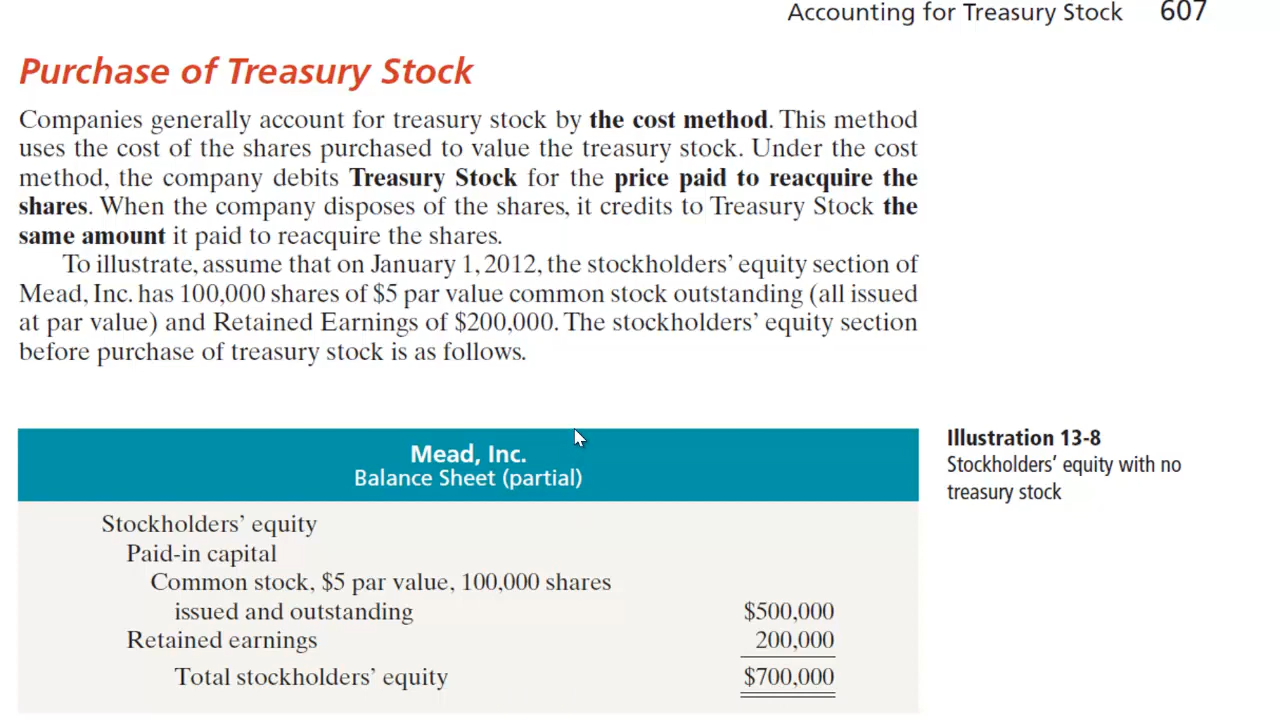 Accounting for Treasury Stock 607
Purchase of Treasury Stock
Companies generally account for treasury stock by the cost method. This method
uses the cost of the shares purchased to value the treasury stock. Under the cost
method, the company debits Treasury Stock for the price paid to reacquire the
shares. When the company disposes of the shares, it credits to Treasury Stock the
same amount it paid to reacquire the shares.
To illustrate, assume that on January 1, 2012, the stockholders' equity section of
Mead, Inc. has 100,000 shares of $5 par value common stock outstanding (all issued
at par value) and Retained Earnings of $200,000. The stockholders' equity section
before purchase of treasury stock is as follows.
Mead, Inc.
Balance Sheet (partial)
Illustration 13-8
Stockholders' equity with no
treasury stock
Stockholders' equity
Paid-in capital
Common stock, $5 par value, 100,000 shares
issued and outstanding $500,000
Retained earnings 200,000
Total stockholders' equity $700,000